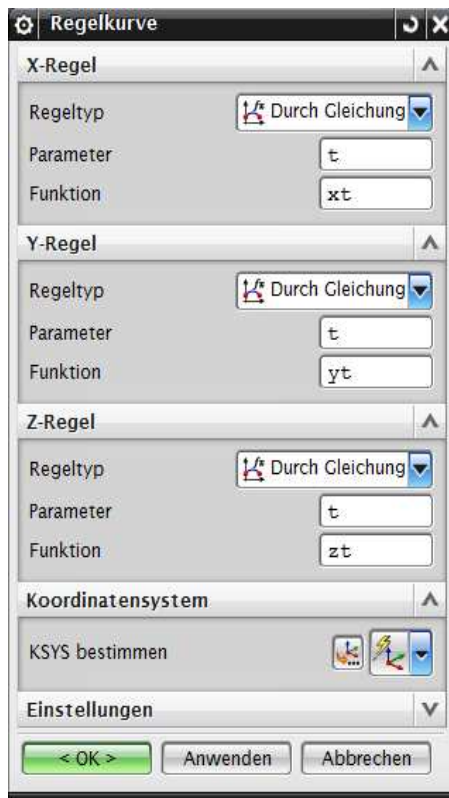 Regelkurve
X-Regel
Regeltyp Durch Gleichung
Parameter t
Funktion xt
Y-Regel
Regeltyp Durch Gleichung
Parameter t
Funktion yt
Z-Regel
Regeltyp Durch Gleichung
Parameter t
Funktion zt
Koordinatensystem
KSYS bestimmen
Einstellungen
< OK > Anwenden Abbrechen